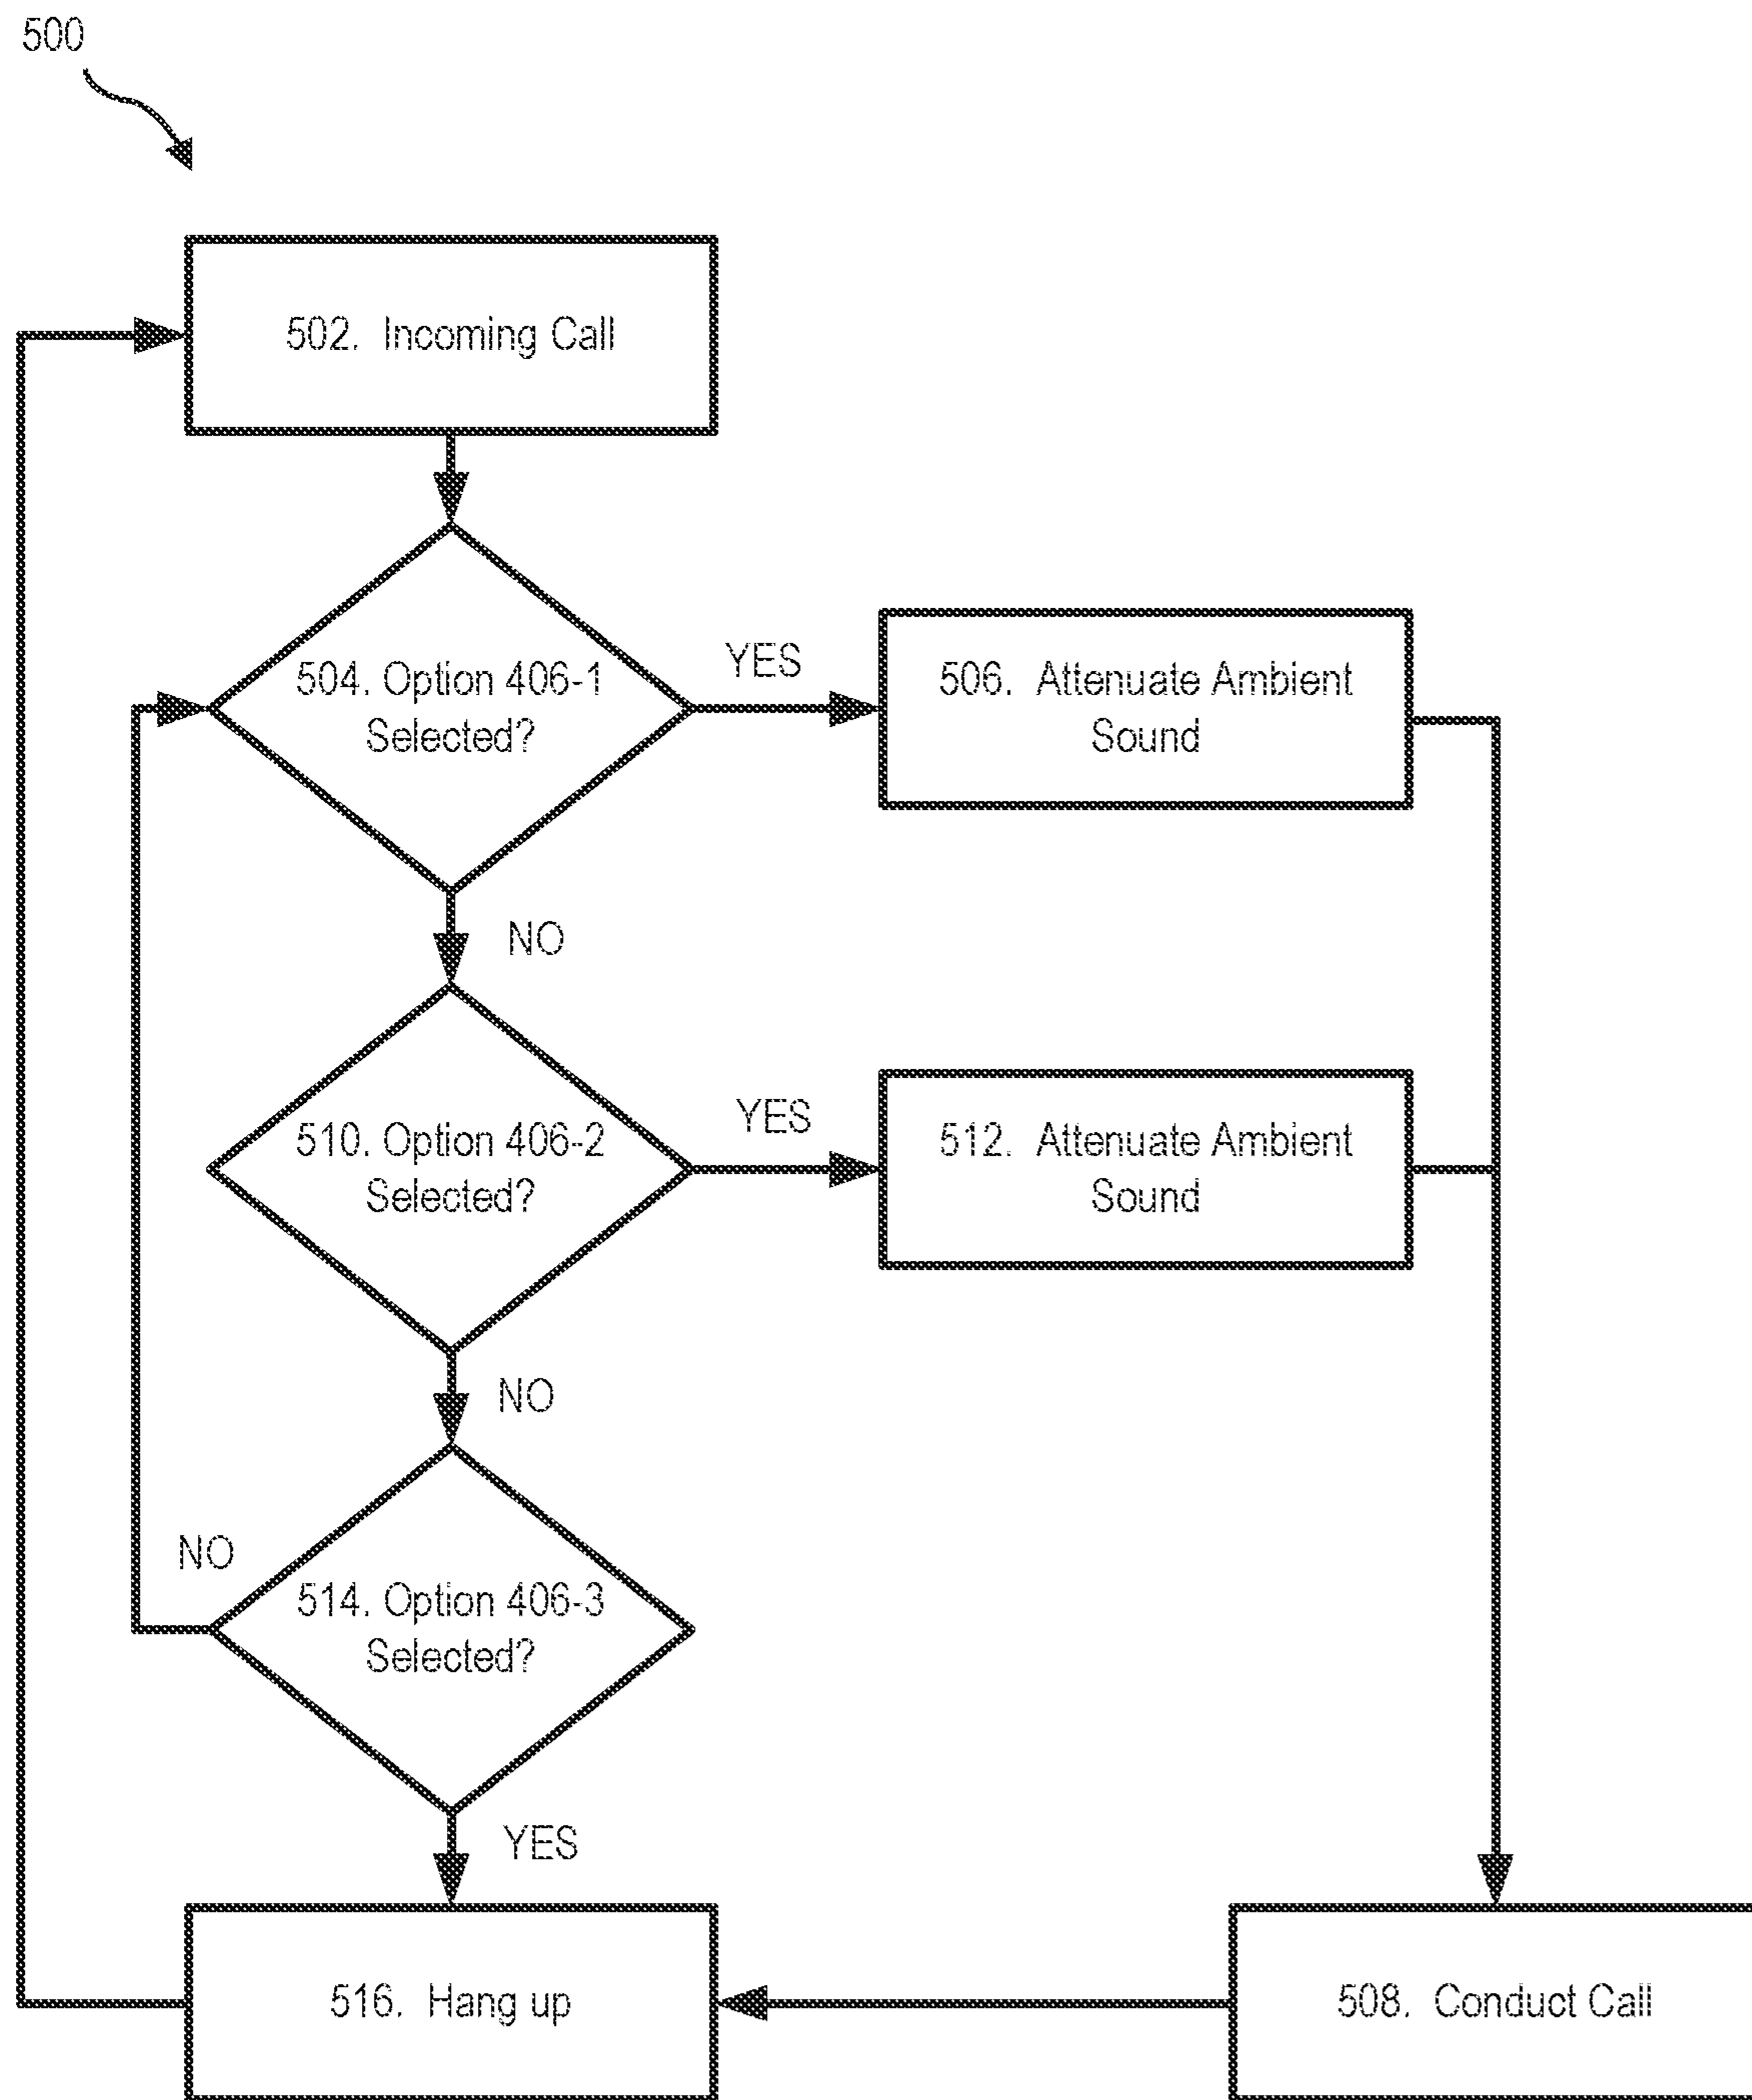 500
502. Incoming Call
504. Option 406-1
Selected?
YES
506. Attenuate Ambient
Sound
NO
510. Option 406-2
Selected?
YES
512. Attenuate Ambient
Sound
NO
NO
514. Option 406-3
Selected?
YES
516. Hang up
508. Conduct Call